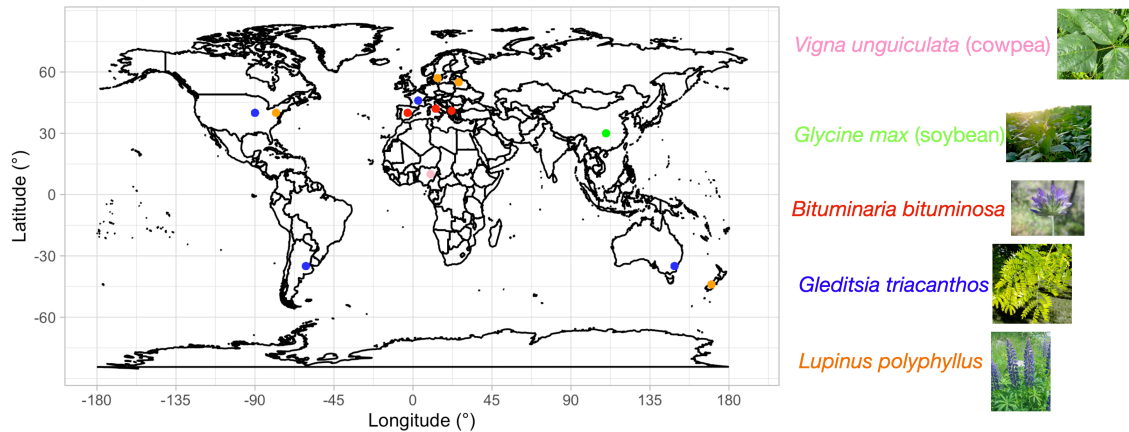 Vigna unguiculata (cowpea)
Glycine max (soybean)
Bituminaria bituminosa
Gleditsia triacanthos
Lupinus polyphyllus
Latitude (°)
60
30
0
-30
-60
-180
-135
-90
-45
0
45
90
135
180
Longitude (°)